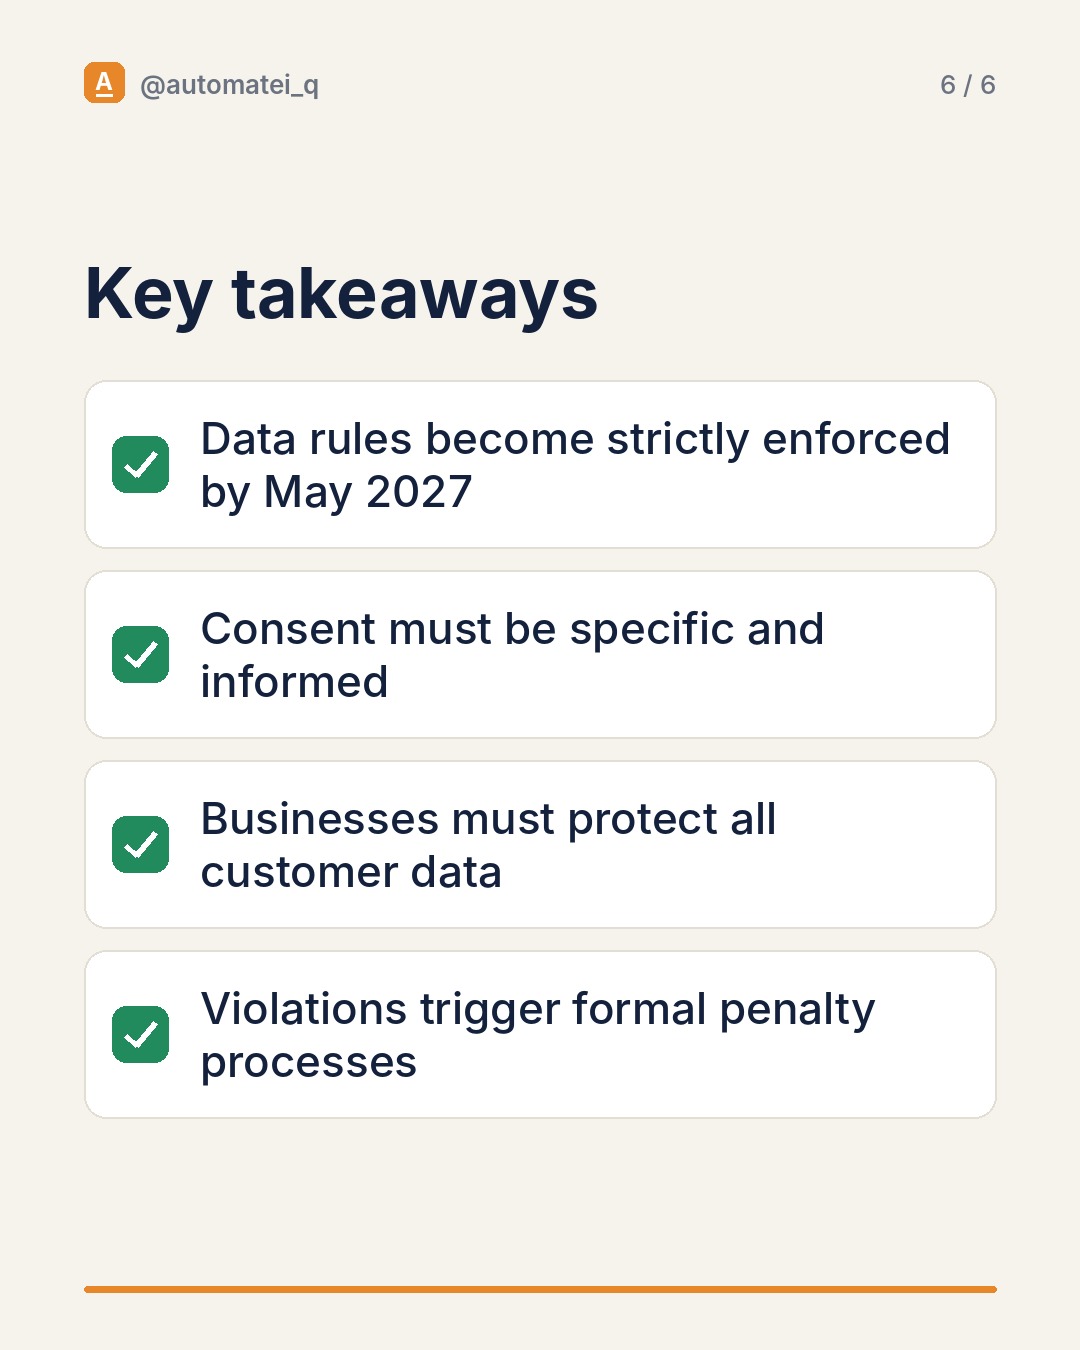 A
@automatei_q
6 / 6
Key takeaways
Data rules become strictly enforced
by May 2027
Consent must be specific and
informed
Businesses must protect all
customer data
Violations trigger formal penalty
processes